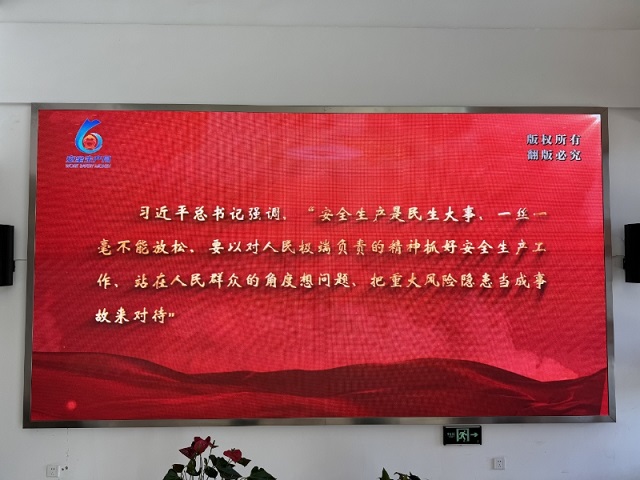 安全生产月
版权所有
翻版必究
习近平总书记强调，“安全生产是民生大事，一丝一
毫不能放松，要以对人民极端负责的精神抓好安全生产工
作，站在人民群众的角度想问题，把重大风险隐患当成事
故来对待”